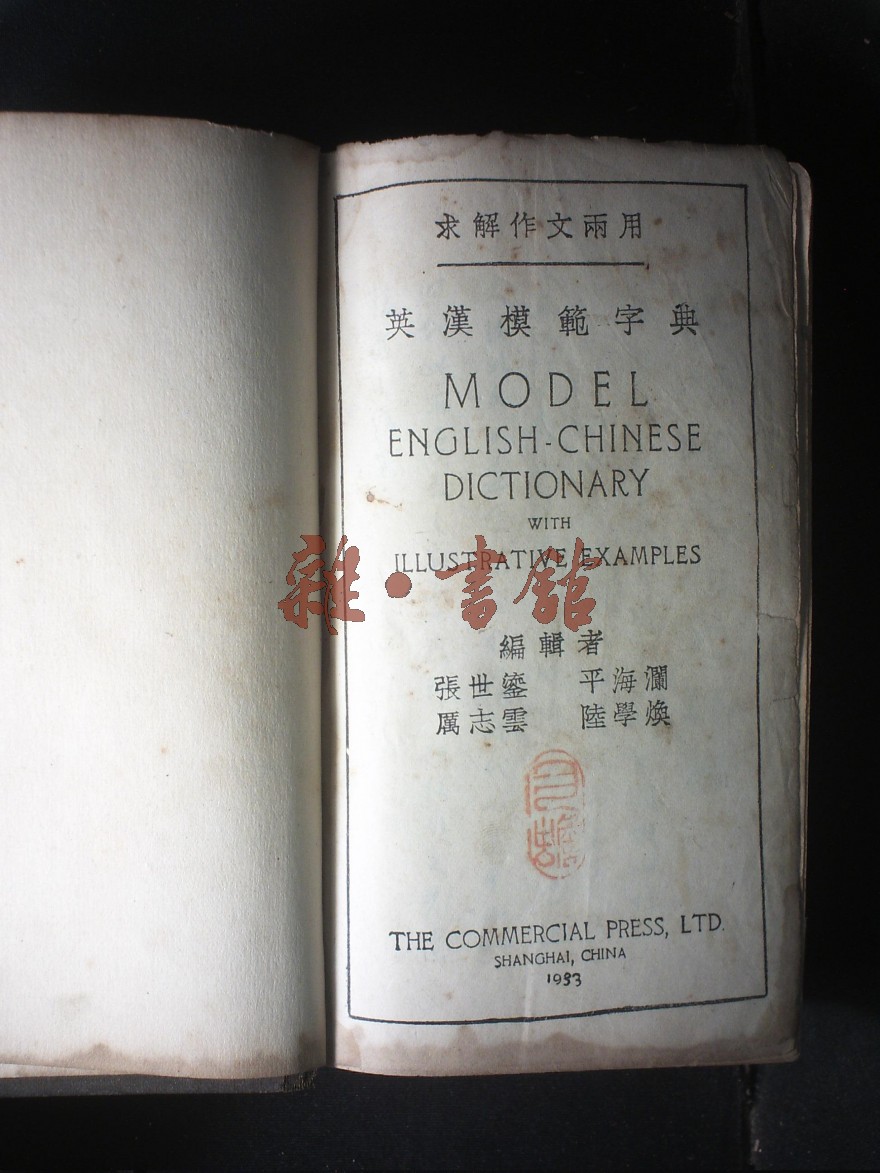 求解作文兩用
英漢模範字典
MODEL
ENGLISH-CHINESE
DICTIONARY
WITH
ILLUSTRATIVE EXAMPLES
雜·書舘
編輯者
張世鎏 平海瀾
厲志雲 陸學煥
THE COMMERCIAL PRESS, LTD.
SHANGHAI, CHINA
1933